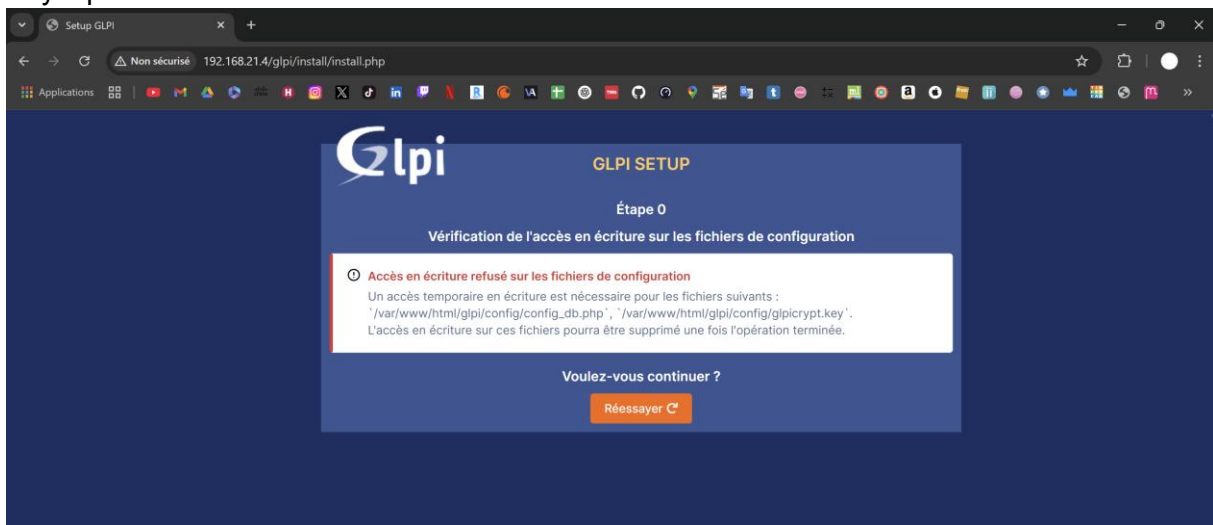 Setup GLPI
Non sécurisé 192.168.21.4/glpi/install/install.php
Applications
Glpi
GLPI SETUP
Étape 0
Vérification de l'accès en écriture sur les fichiers de configuration
Accès en écriture refusé sur les fichiers de configuration
Un accès temporaire en écriture est nécessaire pour les fichiers suivants :
`/var/www/html/glpi/config/config_db.php`, `/var/www/html/glpi/config/glpicrypt.key`.
L'accès en écriture sur ces fichiers pourra être supprimé une fois l'opération terminée.
Voulez-vous continuer ?
Réessayer